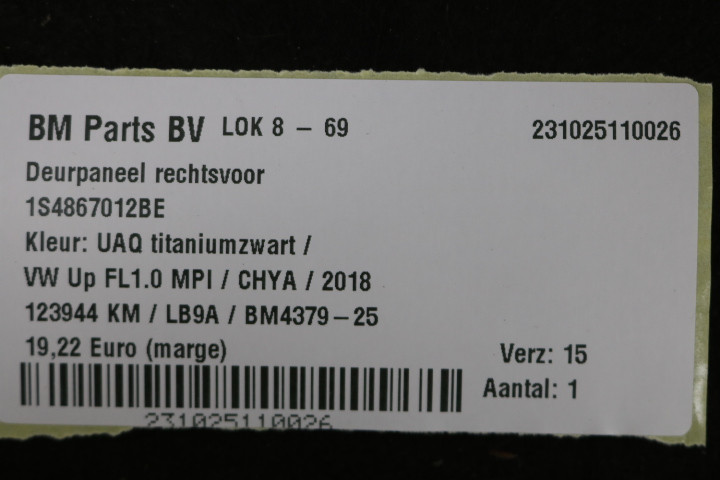 BM Parts BV LOK 8 – 69 231025110026
Deurpaneel rechtsvoor
1S4867012BE
Kleur: UAQ titaniumzwart /
VW Up FL1.0 MPI / CHYA / 2018
123944 KM / LB9A / BM4379–25
19,22 Euro (marge) Verz: 15
Aantal: 1
231025110026